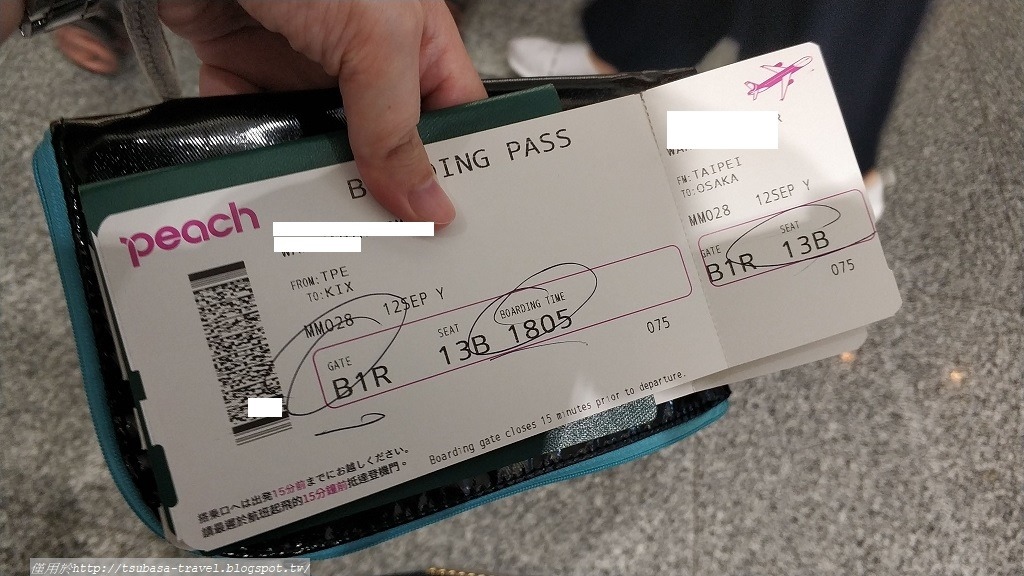 BOARDING PASS
peach
FROM:TPE
TO:KIX
MM028 12SEP Y
GATE SEAT BOARDING TIME
B1R 13B 1805
075
Boarding gate closes 15 minutes prior to departure.
搭乗口へは出発15分前までにお越しください。
請最遲於航班起飛的15分鐘前抵達登機門。
FM:TAIPEI
TO:OSAKA
MM028 12SEP Y
GATE SEAT
B1R 13B
075
僅用於http://tsubasa-travel.blogspot.tw/